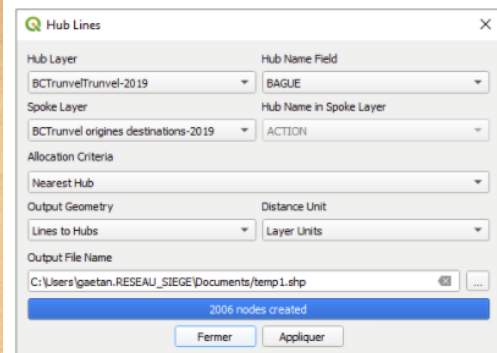 Hub Lines
Hub Layer
Hub Name Field
BCTrunvelTrunvel-2019
BAGUE
Spoke Layer
Hub Name in Spoke Layer
BCTrunvel origines destinations-2019
ACTION
Allocation Criteria
Nearest Hub
Output Geometry
Distance Unit
Lines to Hubs
Layer Units
Output File Name
C:\Users\gaetan.RESEAU_SIEGE\Documents/temp1.shp
...
2006 nodes created
Fermer
Appliquer